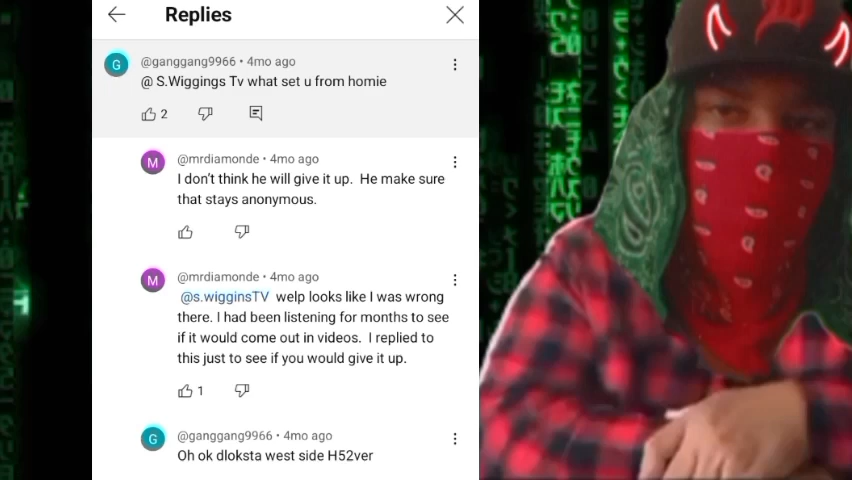 Replies
@ganggang9966 • 4mo ago
@ S.Wiggings Tv what set u from homie
2
@mrdiamonde • 4mo ago
I don't think he will give it up. He make sure
that stays anonymous.
@mrdiamonde • 4mo ago
@s.wigginsTV welp looks like I was wrong
there. I had been listening for months to see
if it would come out in videos. I replied to
this just to see if you would give it up.
1
@ganggang9966 • 4mo ago
Oh ok dloksta west side H52ver